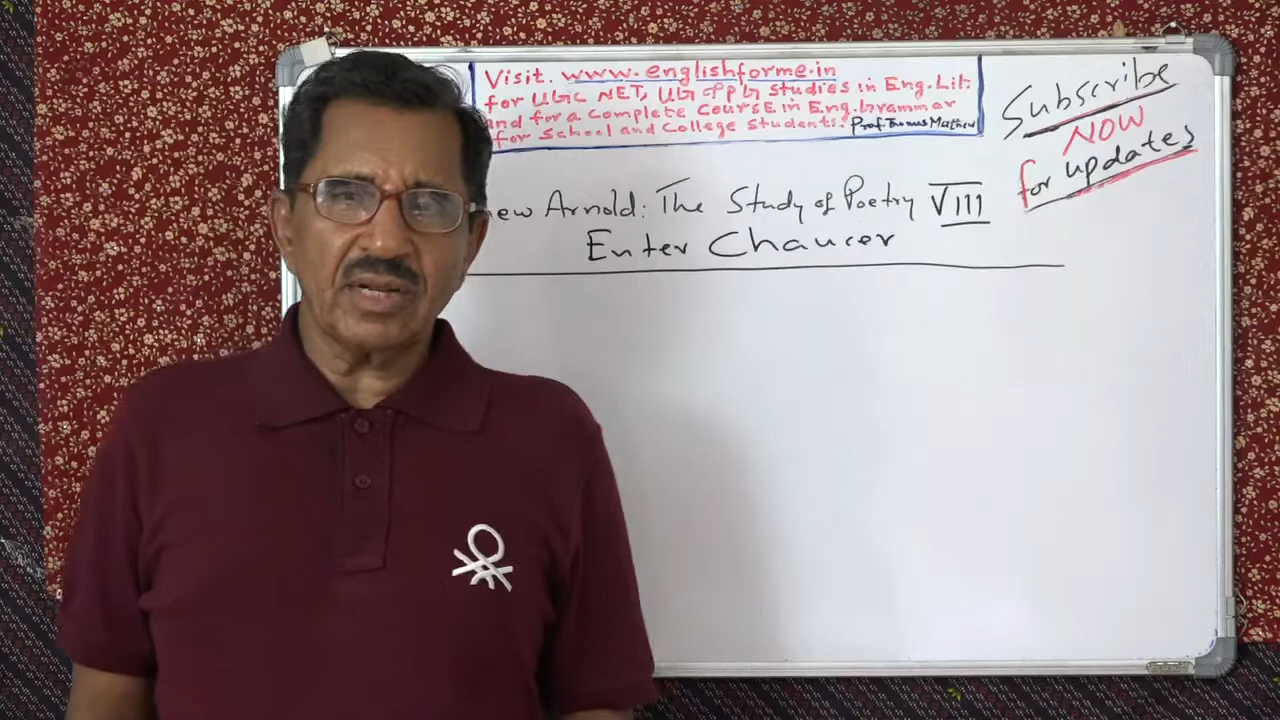 Visit. www.englishforme.in
for UGC NET, UG & PG Studies in Eng. Lit:
and for a Complete Course in Eng. Grammar
for School and College Students. Prof. Thomas Mathew
Subscribe
NOW
for updates
ew Arnold: The Study of Poetry VIII
Enter Chaucer